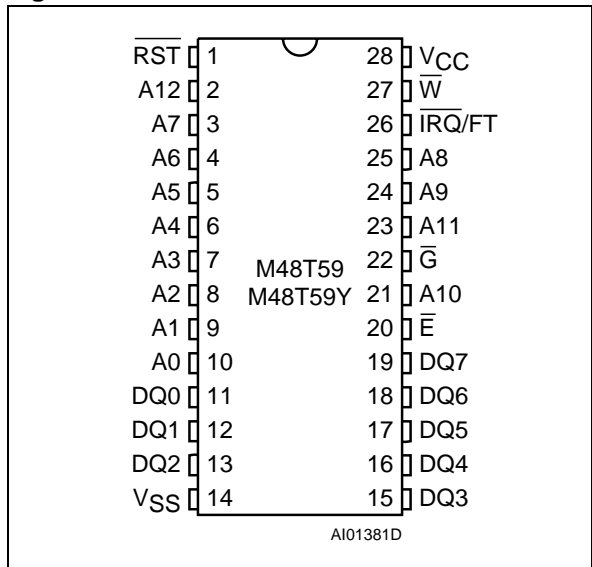 R̅S̅T̅ 1 28 VCC
A12 2 27 W̅
A7 3 26 I̅R̅Q̅/FT
A6 4 25 A8
A5 5 24 A9
A4 6 23 A11
A3 7 M48T59 22 G̅
A2 8 M48T59Y 21 A10
A1 9 20 E̅
A0 10 19 DQ7
DQ0 11 18 DQ6
DQ1 12 17 DQ5
DQ2 13 16 DQ4
VSS 14 15 DQ3
AI01381D